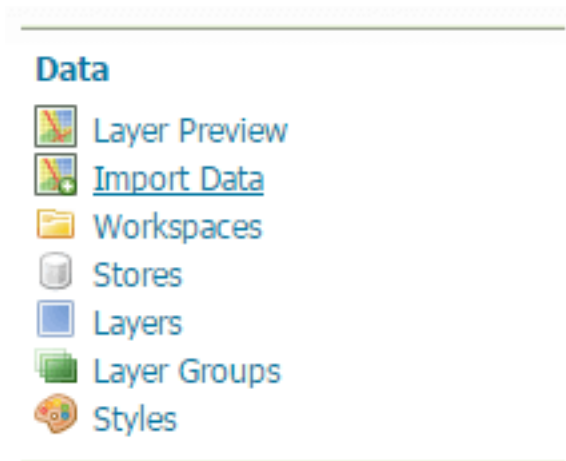 Data
Layer Preview
Import Data
Workspaces
Stores
Layers
Layer Groups
Styles